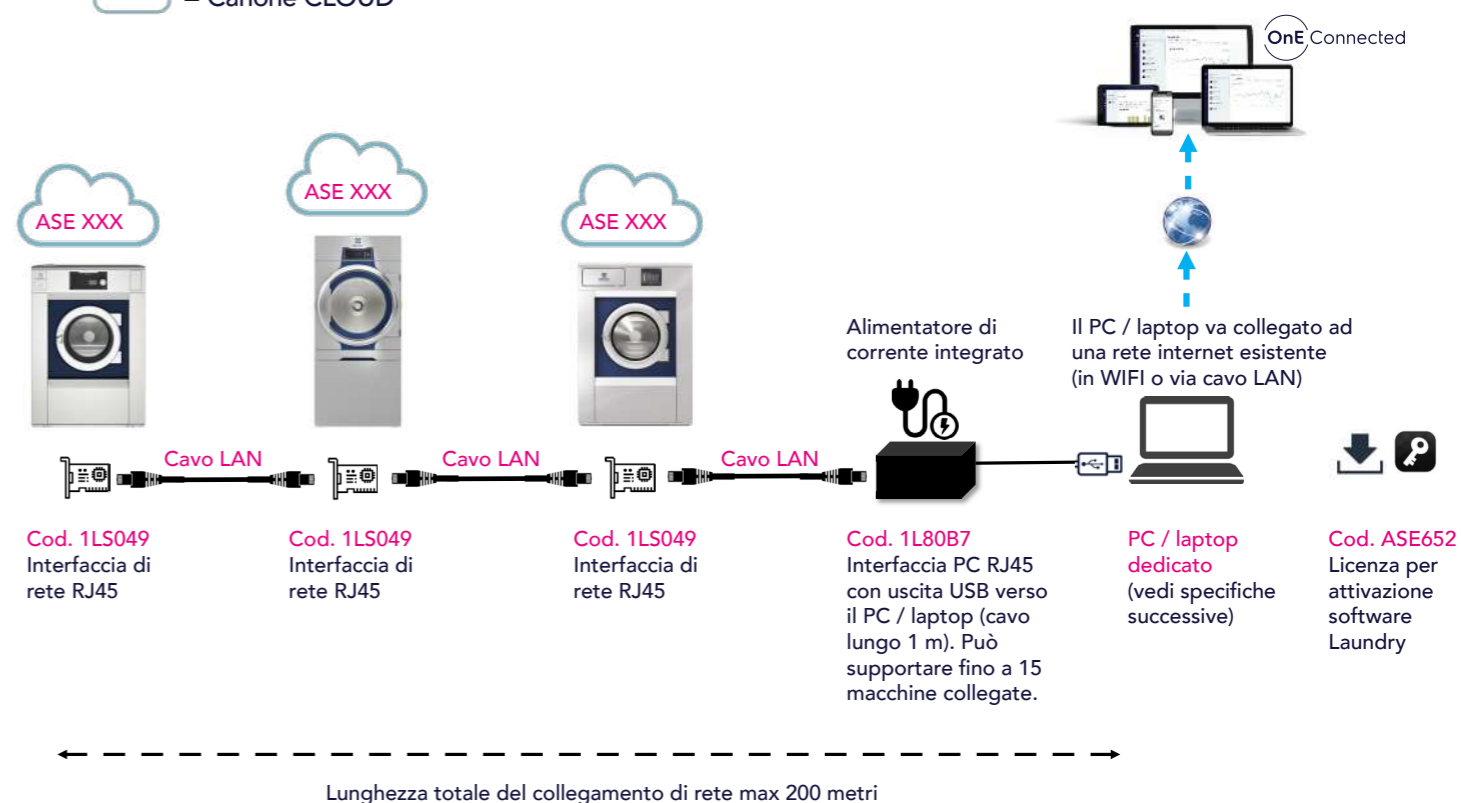 = Canone CLOUD
OnE Connected
ASE XXX
ASE XXX
ASE XXX
Alimentatore di
corrente integrato
Il PC / laptop va collegato ad
una rete internet esistente
(in WIFI o via cavo LAN)
Cavo LAN
Cavo LAN
Cavo LAN
Cod. 1LS049
Interfaccia di
rete RJ45
Cod. 1LS049
Interfaccia di
rete RJ45
Cod. 1LS049
Interfaccia di
rete RJ45
Cod. 1L80B7
Interfaccia PC RJ45
con uscita USB verso
il PC / laptop (cavo
lungo 1 m). Può
supportare fino a 15
macchine collegate.
PC / laptop
dedicato
(vedi specifiche
successive)
Cod. ASE652
Licenza per
attivazione
software
Laundry
Lunghezza totale del collegamento di rete max 200 metri